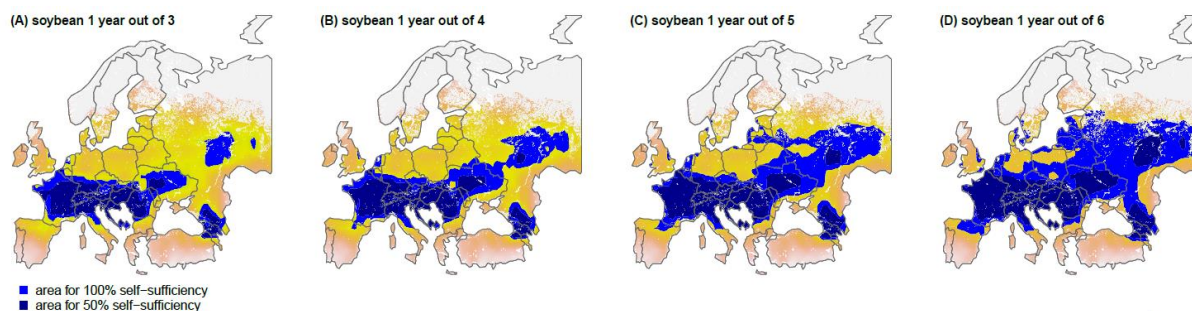 (A) soybean 1 year out of 3
(B) soybean 1 year out of 4
(C) soybean 1 year out of 5
(D) soybean 1 year out of 6
area for 100% self−sufficiency
area for 50% self−sufficiency